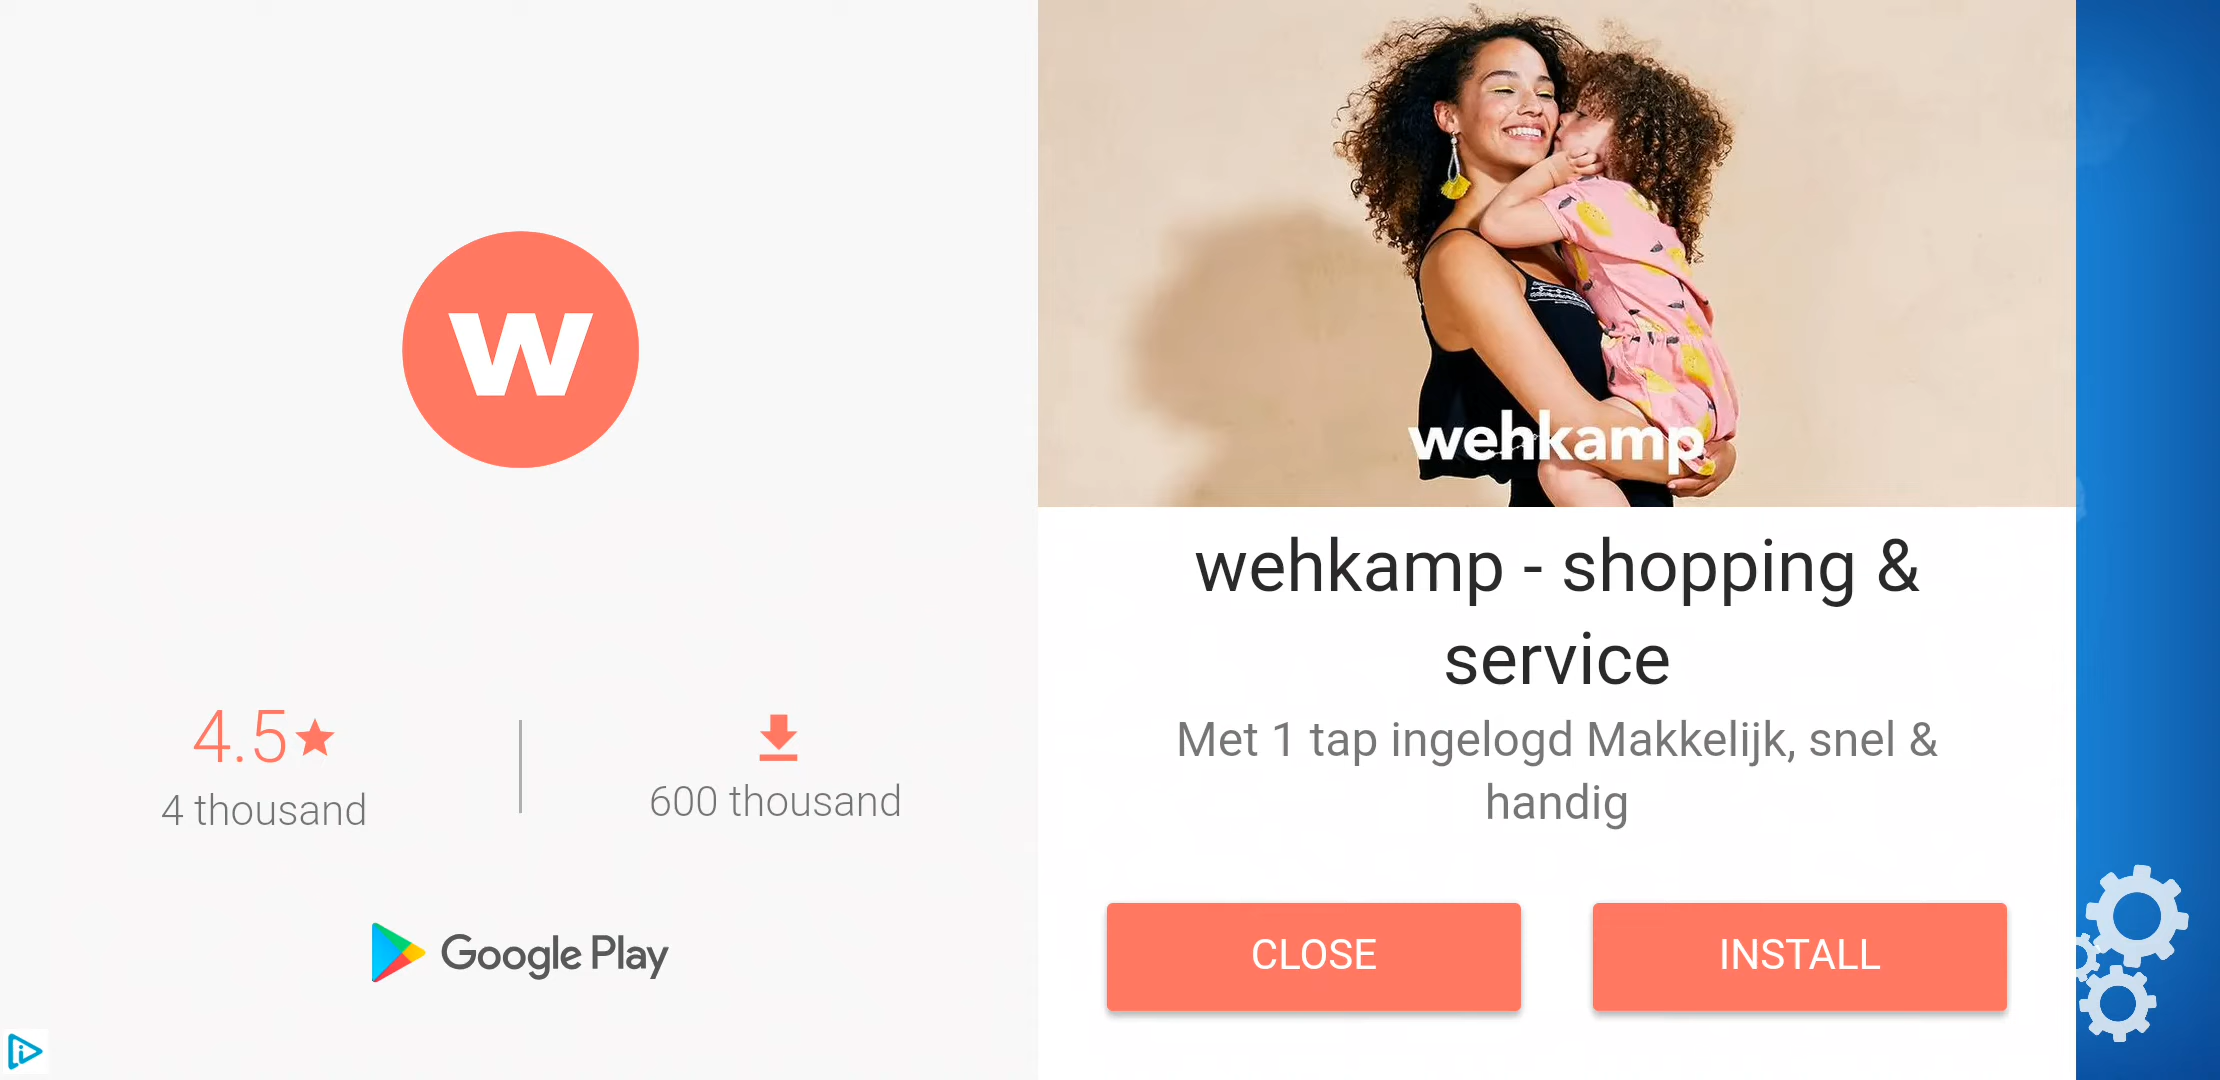 w
4.5
4 thousand
600 thousand
Google Play
wehkamp
wehkamp - shopping &
service
Met 1 tap ingelogd Makkelijk, snel &
handig
CLOSE
INSTALL